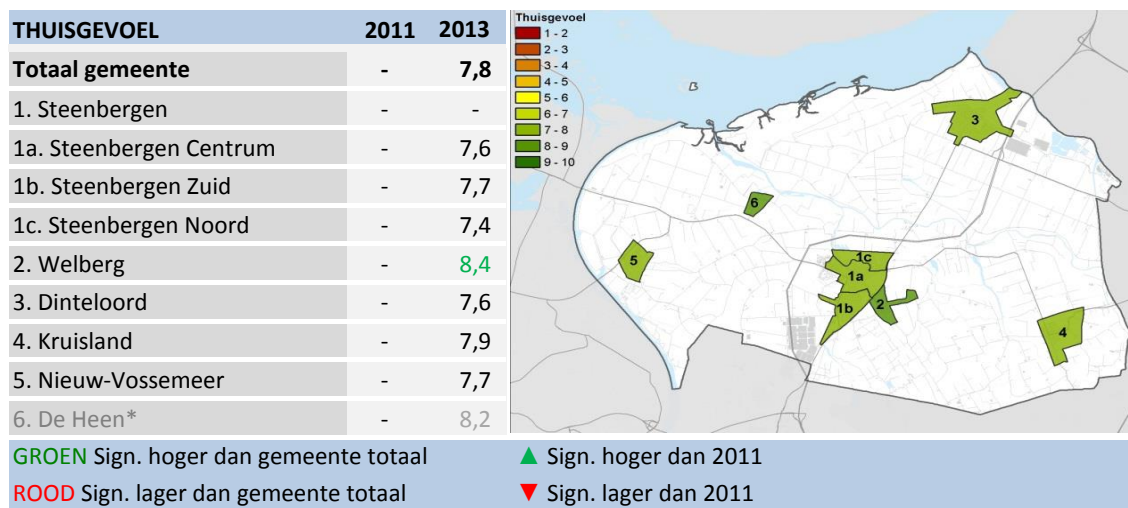 THUISGEVOEL 2011 2013
Totaal gemeente - 7,8
1. Steenbergen - -
1a. Steenbergen Centrum - 7,6
1b. Steenbergen Zuid - 7,7
1c. Steenbergen Noord - 7,4
2. Welberg - 8,4
3. Dinteloord - 7,6
4. Kruisland - 7,9
5. Nieuw-Vossemeer - 7,7
6. De Heen* - 8,2
Thuisgevoel
1 - 2
2 - 3
3 - 4
4 - 5
5 - 6
6 - 7
7 - 8
8 - 9
9 - 10
3
6
5
1c
1a
2
1b
4
GROEN Sign. hoger dan gemeente totaal ▲ Sign. hoger dan 2011
ROOD Sign. lager dan gemeente totaal ▼ Sign. lager dan 2011